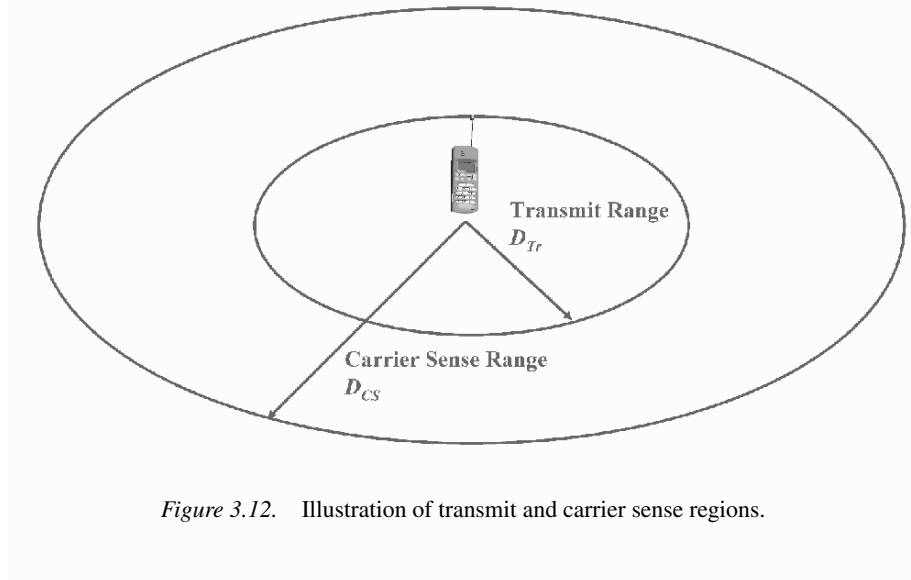 Transmit Range
D_Tr
Carrier Sense Range
D_CS
Figure 3.12. Illustration of transmit and carrier sense regions.